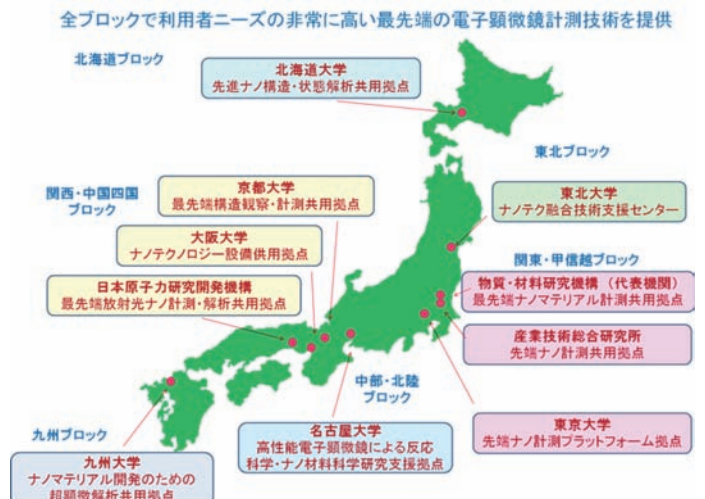 全ブロックで利用者ニーズの非常に高い最先端の電子顕微鏡計測技術を提供
北海道ブロック
北海道大学
先進ナノ構造・状態解析共用拠点
東北ブロック
関西・中国四国
ブロック
京都大学
最先端構造観察・計測共用拠点
東北大学
ナノテク融合技術支援センター
大阪大学
ナノテクノロジー設備供用拠点
関東・甲信越ブロック
日本原子力研究開発機構
最先端放射光ナノ計測・解析共用拠点
物質・材料研究機構（代表機関）
最先端ナノマテリアル計測共用拠点
産業技術総合研究所
先端ナノ計測共用拠点
中部・北陸
ブロック
九州ブロック
名古屋大学
高性能電子顕微鏡による反応
科学・ナノ材料科学研究支援拠点
東京大学
先端ナノ計測プラットフォーム拠点
九州大学
ナノマテリアル開発のための
超顕微解析共用拠点